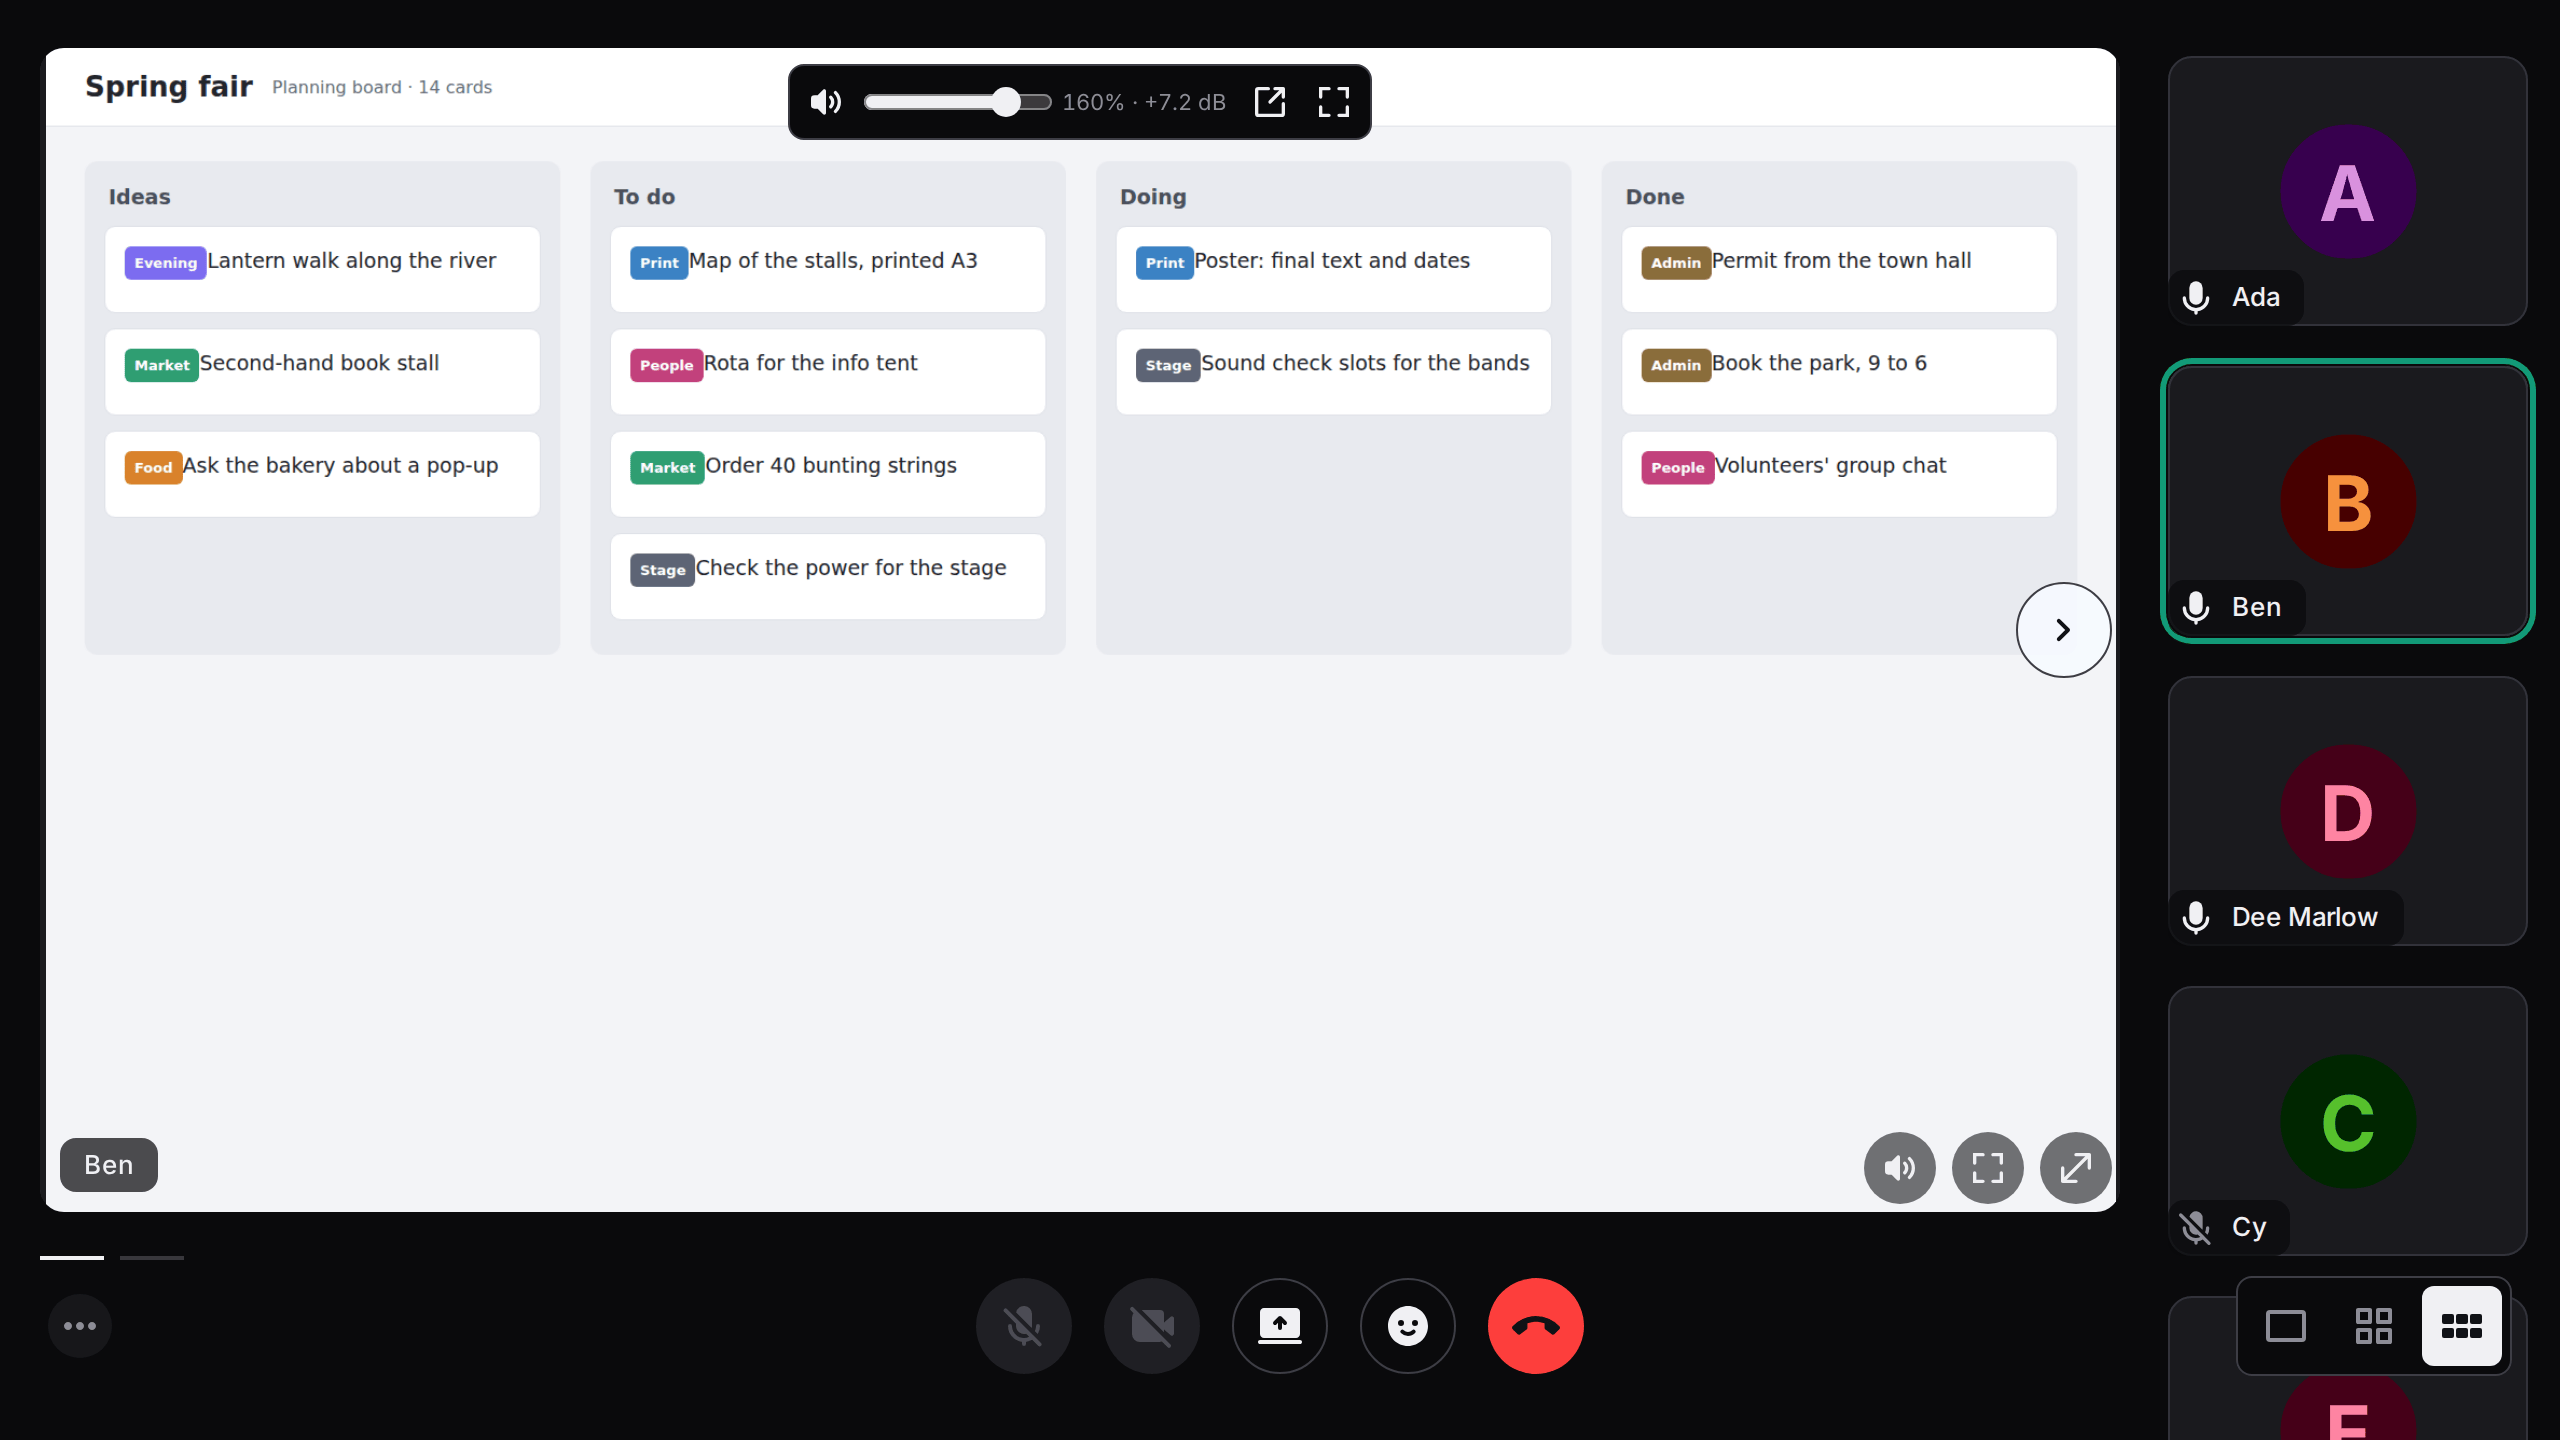 Spring fair
Planning board · 14 cards
160% · +7.2 dB
Ideas
Evening Lantern walk along the river
Market Second-hand book stall
Food Ask the bakery about a pop-up
To do
Print Map of the stalls, printed A3
People Rota for the info tent
Market Order 40 bunting strings
Stage Check the power for the stage
Doing
Print Poster: final text and dates
Stage Sound check slots for the bands
Done
Admin Permit from the town hall
Admin Book the park, 9 to 6
People Volunteers' group chat
Ben
A
Ada
B
Ben
D
Dee Marlow
C
Cy